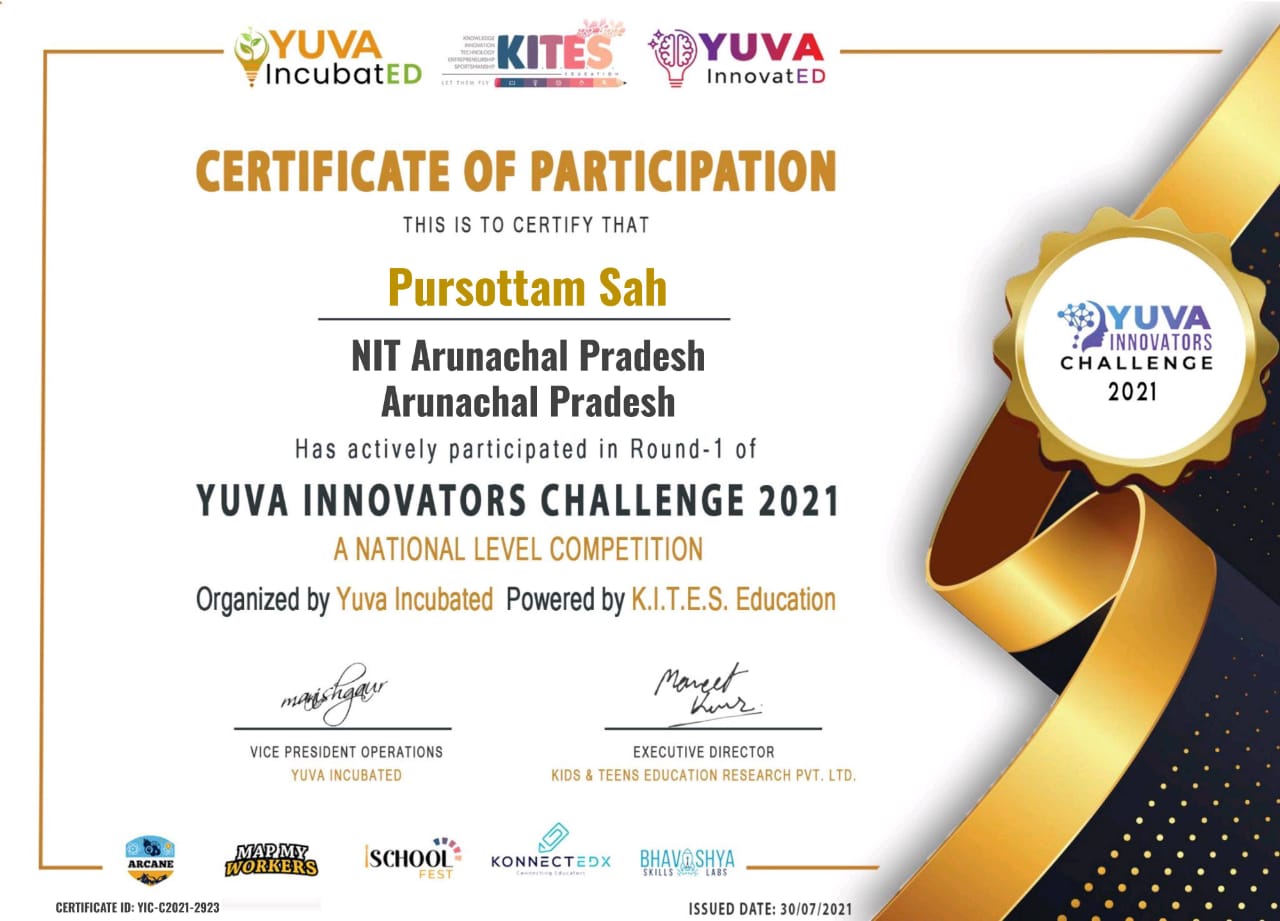 YUVA
IncubatED
KNOWLEDGE
INNOVATION
TECHNOLOGY
ENTREPRENEURSHIP
SPORTSMANSHIP
K.I.T.E.S
EDUCATION
LET THEM FLY
YUVA
InnovatED
CERTIFICATE OF PARTICIPATION
THIS IS TO CERTIFY THAT
Pursottam Sah
NIT Arunachal Pradesh
Arunachal Pradesh
Has actively participated in Round-1 of
YUVA INNOVATORS CHALLENGE 2021
A NATIONAL LEVEL COMPETITION
Organized by Yuva Incubated Powered by K.I.T.E.S. Education
YUVA
INNOVATORS
CHALLENGE
2021
manishgaur
VICE PRESIDENT OPERATIONS
YUVA INCUBATED
EXECUTIVE DIRECTOR
KIDS & TEENS EDUCATION RESEARCH PVT. LTD.
ARCANE
MAP MY
WORKERS
SCHOOL
FEST
KONNECTEDX
Connecting Educators
BHAVISHYA
SKILLS LABS
CERTIFICATE ID: YIC-C2021-2923
ISSUED DATE: 30/07/2021